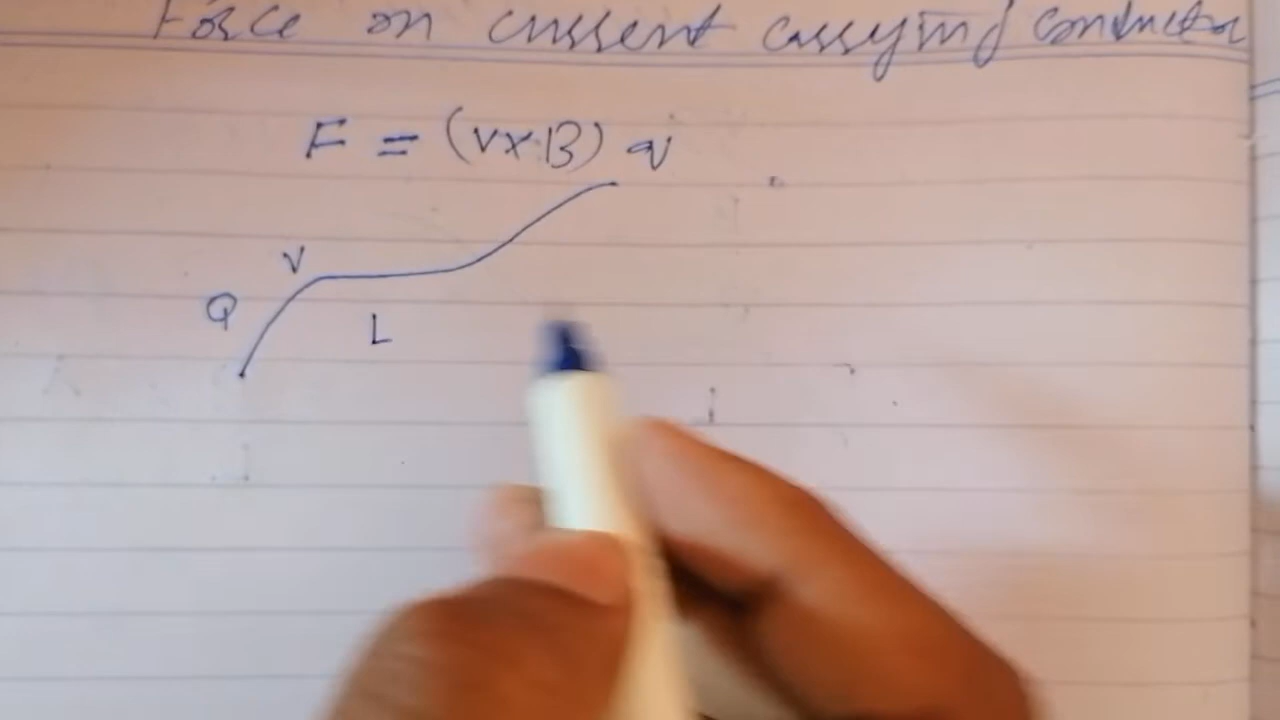 Force on current carrying conductor
F = (V×B) q
V
Q
L